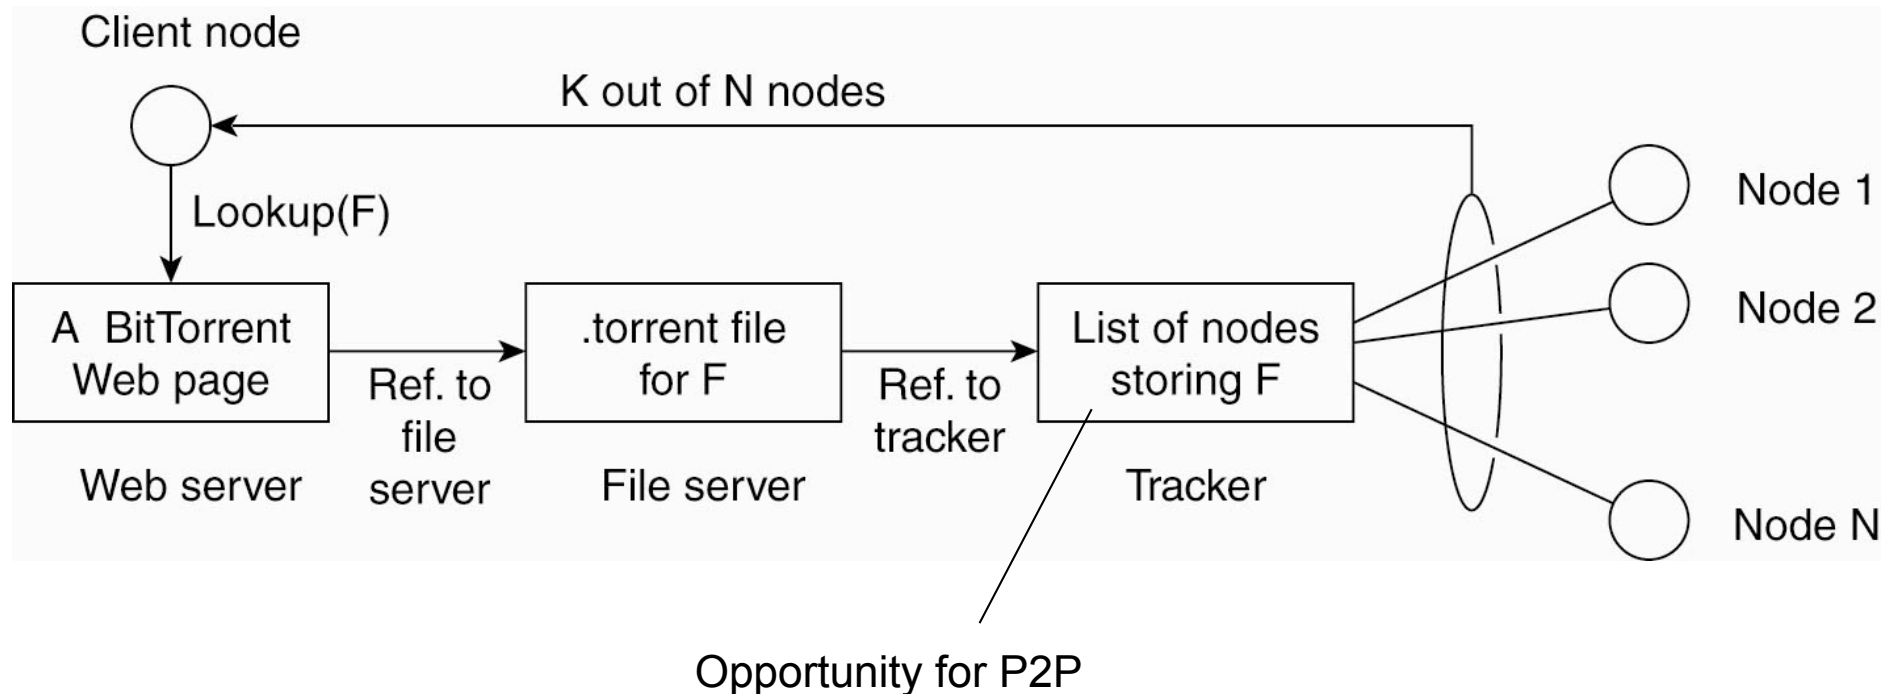 Client node
K out of N nodes
Lookup(F)
Node 1
Node 2
Node N
A BitTorrent
Web page
Ref. to
file
server
.torrent file
for F
Ref. to
tracker
List of nodes
storing F
Web server
File server
Tracker
Opportunity for P2P